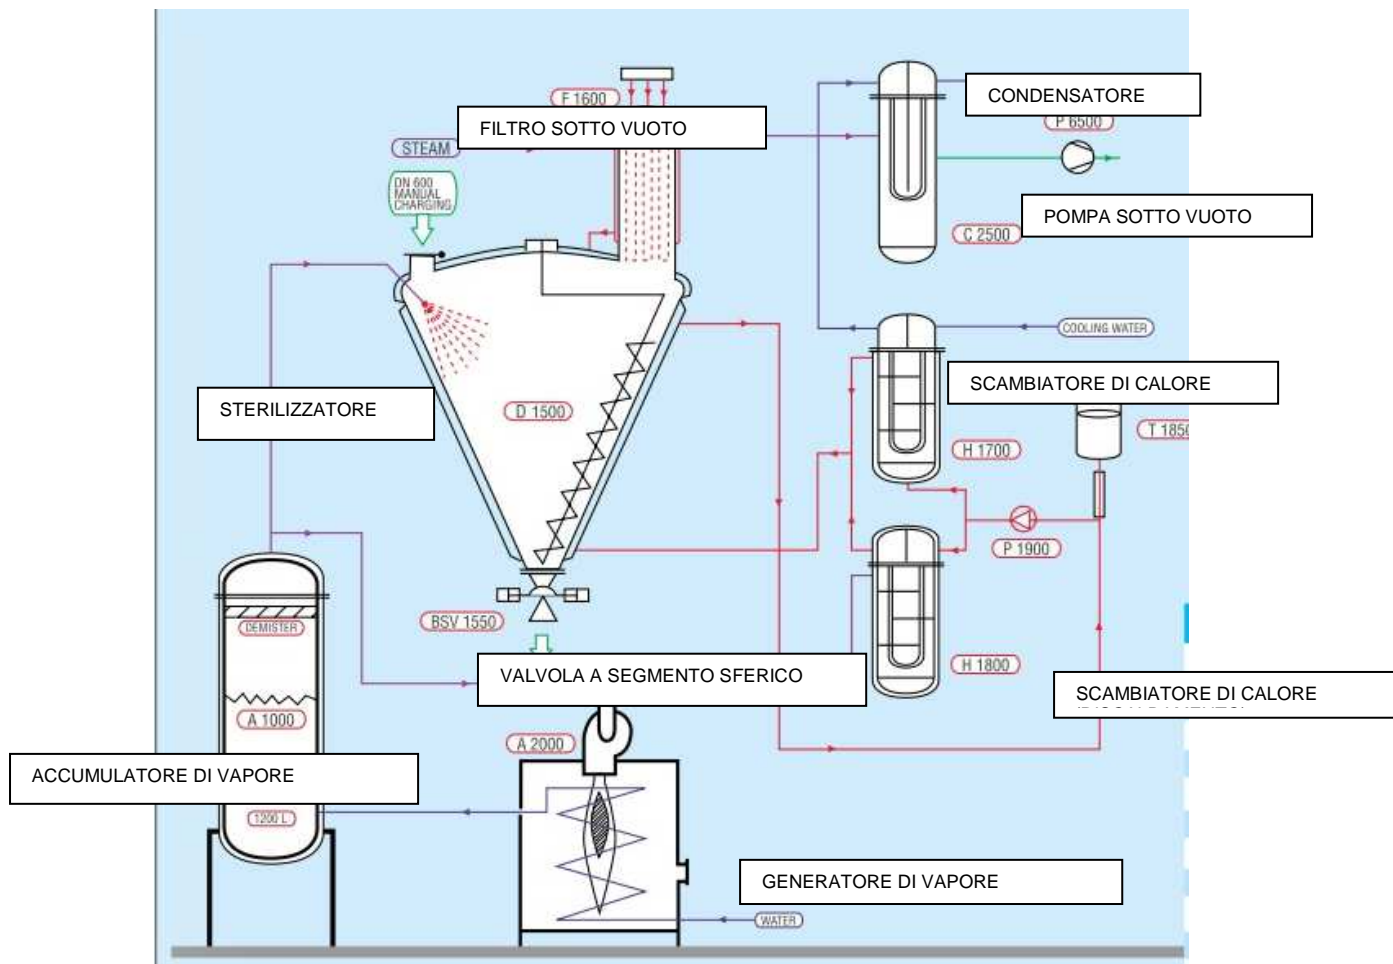 F 1600
CONDENSATORE
FILTRO SOTTO VUOTO
P 6500
STEAM
DN 600
MANUAL
CHARGING
POMPA SOTTO VUOTO
C 2500
COOLING WATER
SCAMBIATORE DI CALORE
STERILIZZATORE
D 1500
T 1850
H 1700
P 1900
BSV 1550
DEMISTER
VALVOLA A SEGMENTO SFERICO
H 1800
SCAMBIATORE DI CALORE
A 1000
A 2000
ACCUMULATORE DI VAPORE
1200 L
GENERATORE DI VAPORE
WATER